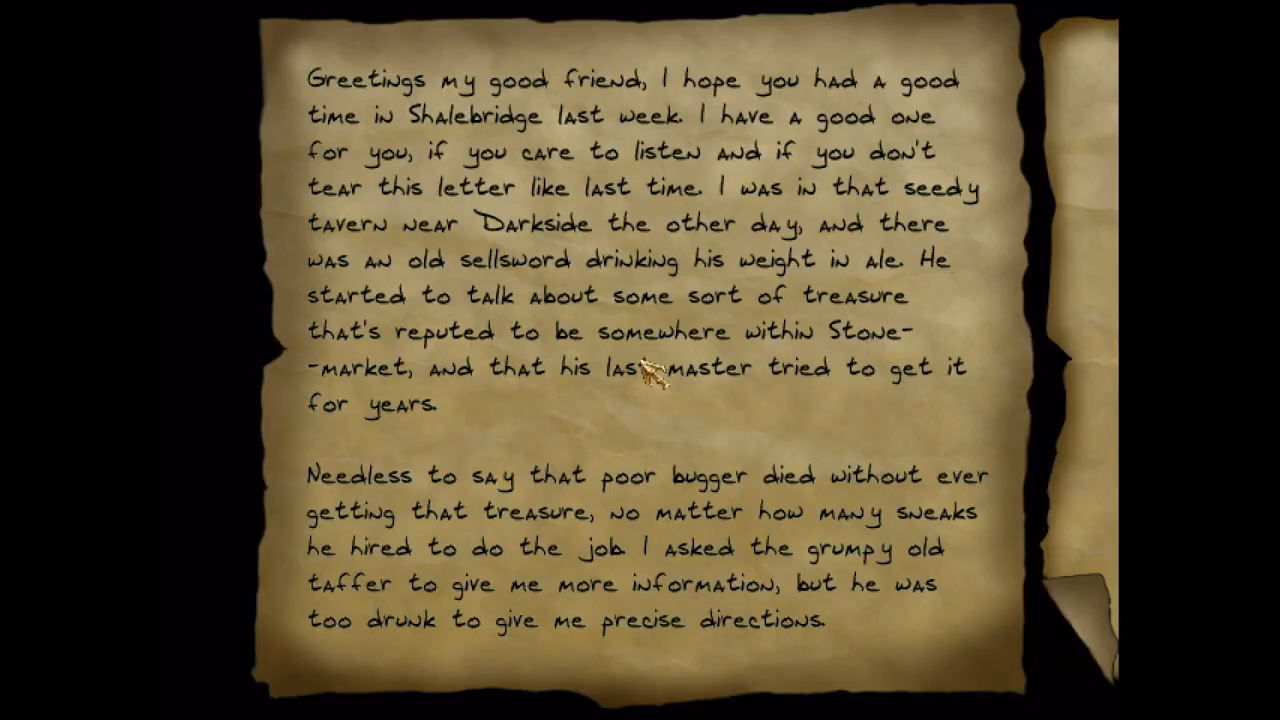 Greetings my good friend, I hope you had a good
time in Shalebridge last week. I have a good one
for you, if you care to listen and if you don't
tear this letter like last time. I was in that seedy
tavern near Darkside the other day, and there
was an old sellsword drinking his weight in ale. He
started to talk about some sort of treasure
that's reputed to be somewhere within Stone-
-market, and that his last master tried to get it
for years.
Needless to say that poor bugger died without ever
getting that treasure, no matter how many sneaks
he hired to do the job. I asked the grumpy old
taffer to give me more information, but he was
too drunk to give me precise directions.